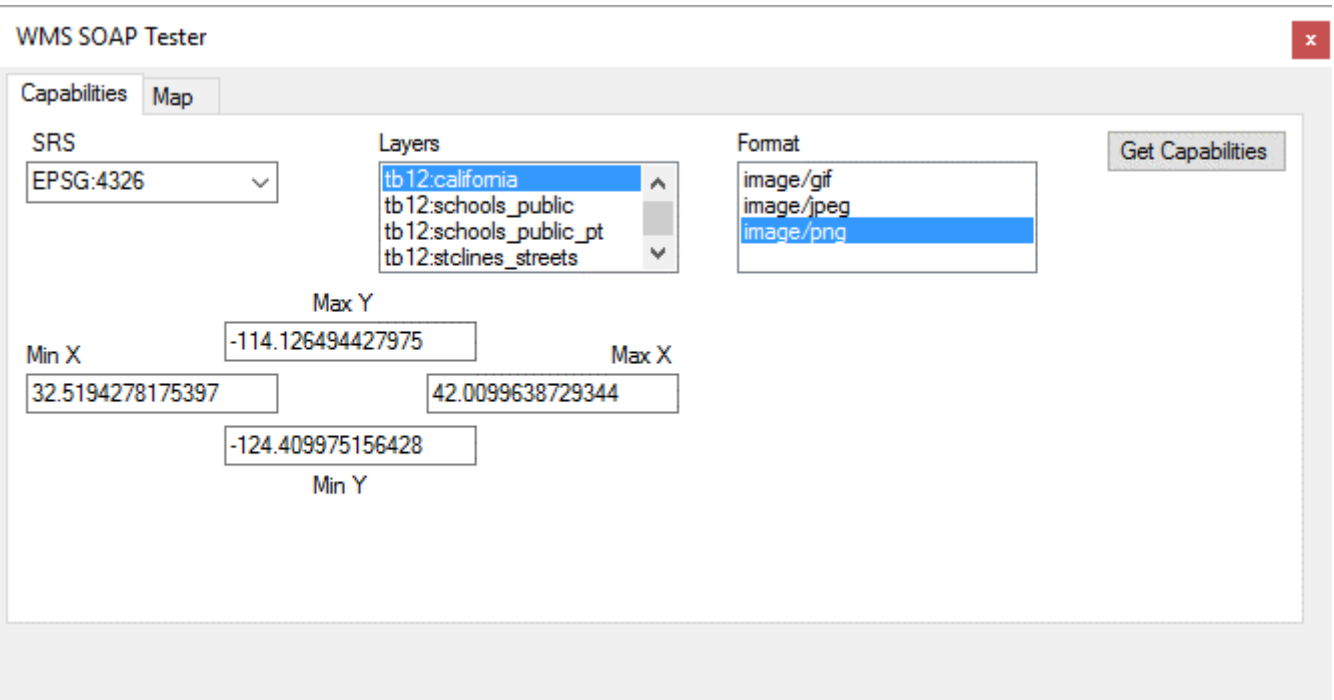 WMS SOAP Tester
x
Capabilities
Map
SRS
EPSG:4326
Layers
tb12:california
tb12:schools_public
tb12:schools_public_pt
tb12:stclines_streets
Format
image/gif
image/jpeg
image/png
Get Capabilities
Max Y
-114.126494427975
Min X
Max X
32.5194278175397
42.0099638729344
-124.409975156428
Min Y